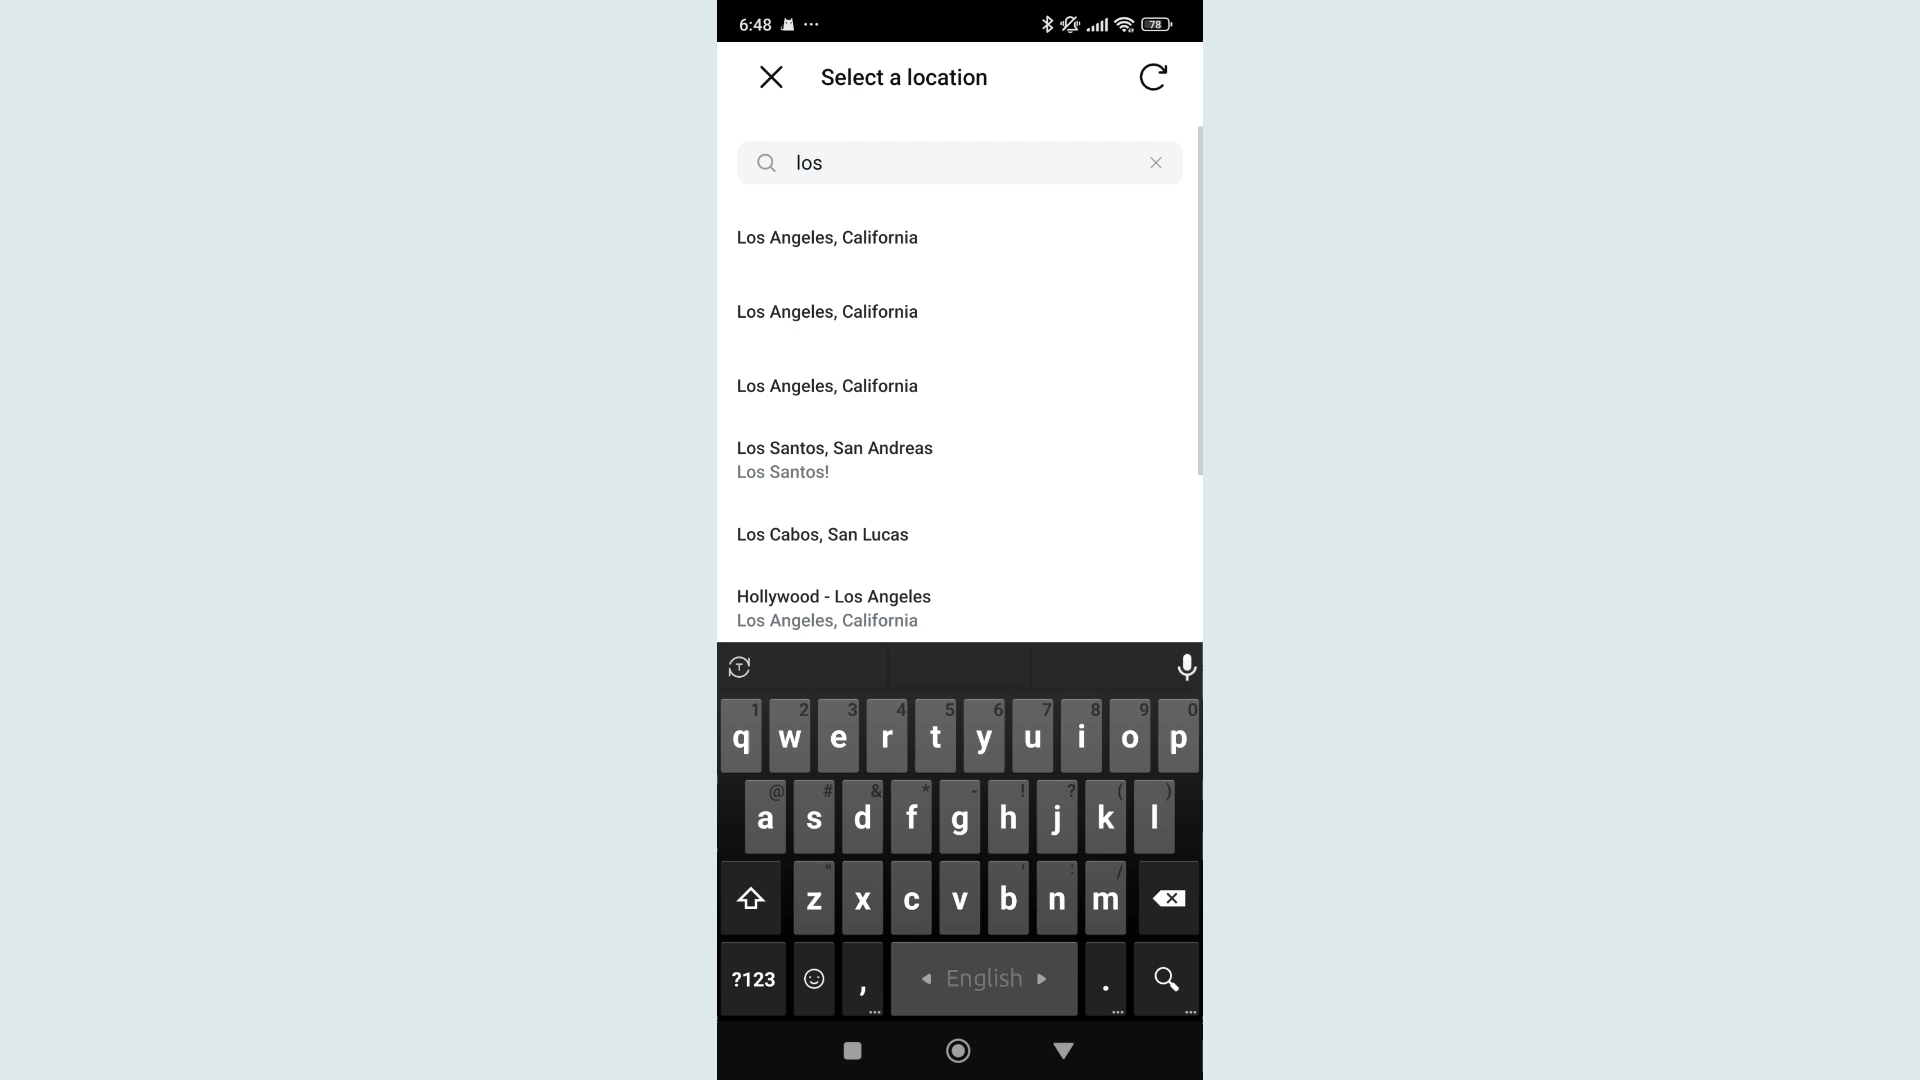 6:48 78
Select a location
los
Los Angeles, California
Los Angeles, California
Los Angeles, California
Los Santos, San Andreas
Los Santos!
Los Cabos, San Lucas
Hollywood - Los Angeles
Los Angeles, California
T
1 2 3 4 5 6 7 8 9 0
q w e r t y u i o p
@ # & * - ! ? ( )
a s d f g h j k l
" ' : /
z x c v b n m
?123 , English .